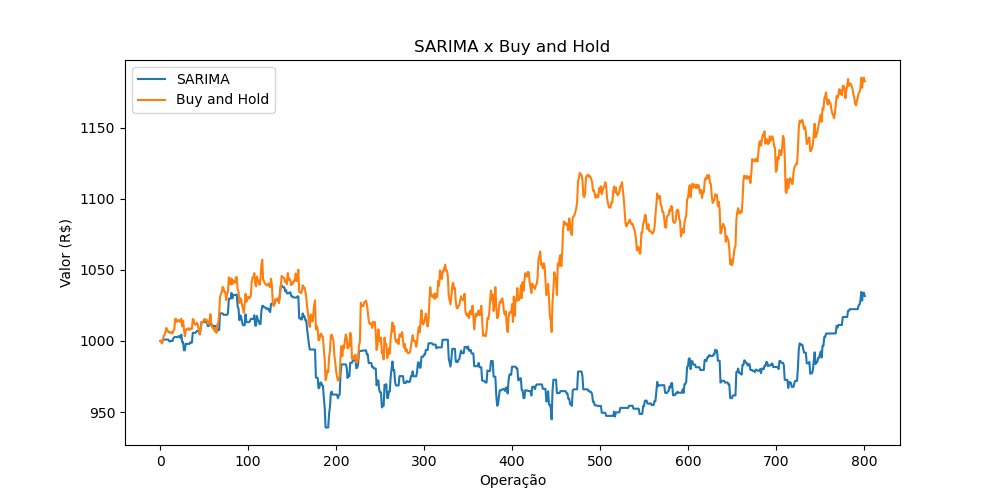 SARIMA x Buy and Hold
SARIMA
Buy and Hold
Valor (R$)
1150
1100
1050
1000
950
0 100 200 300 400 500 600 700 800
Operação